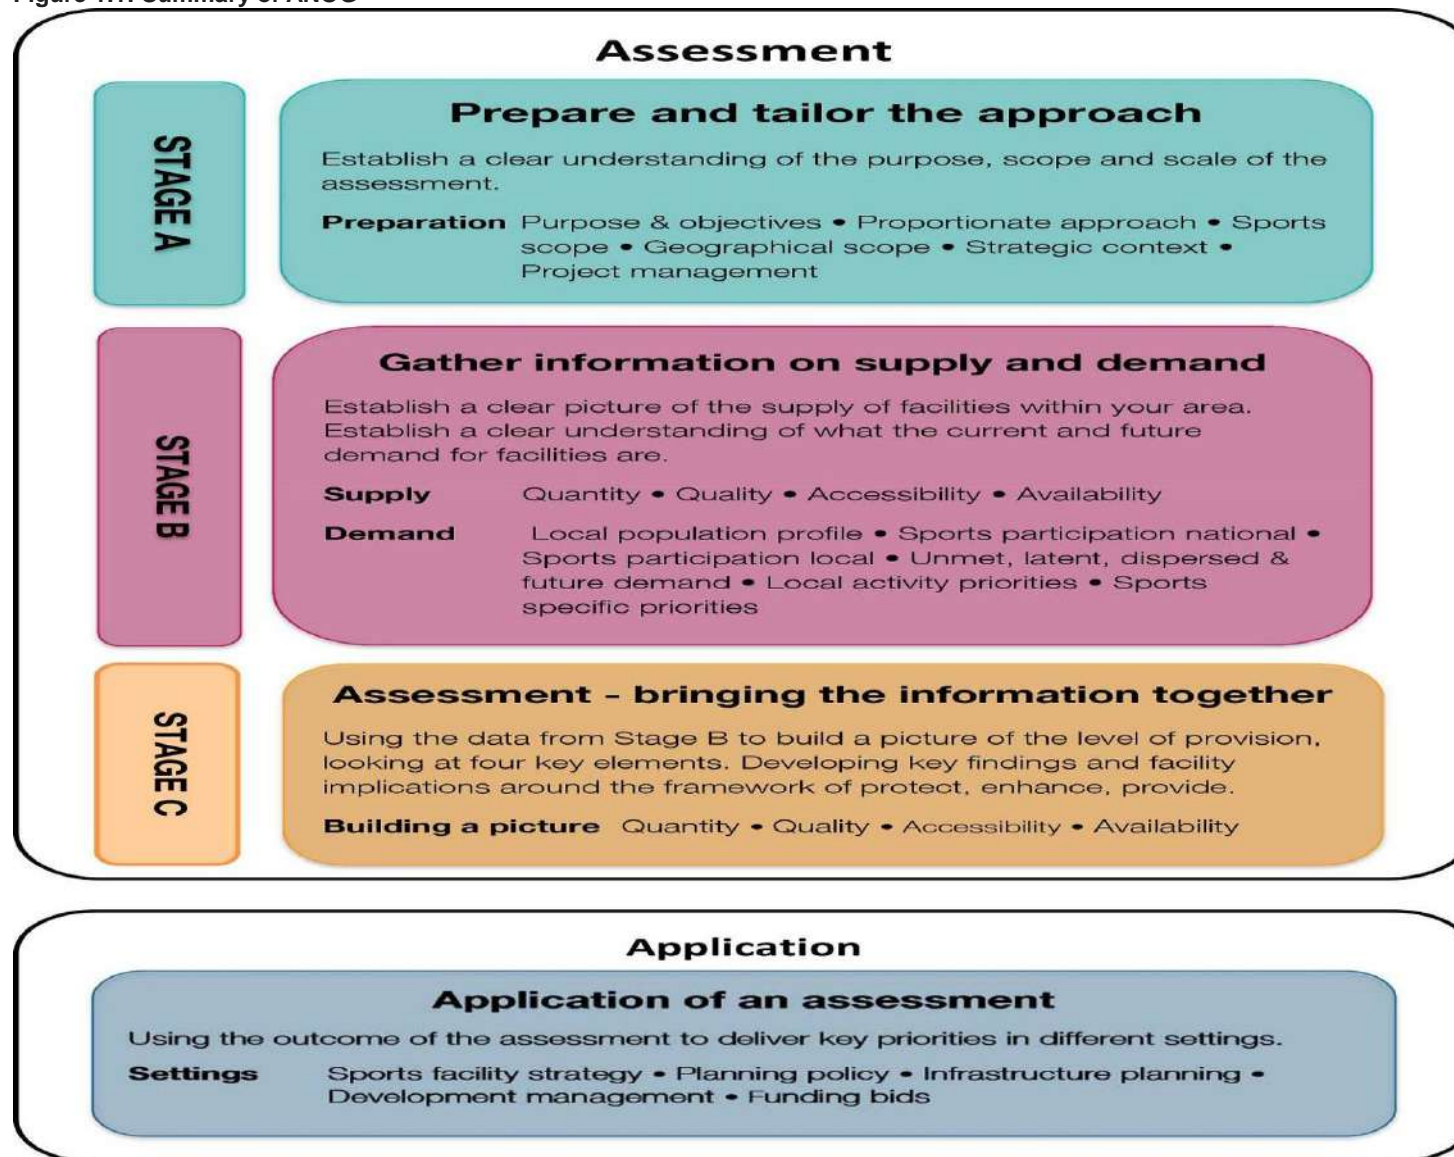 Assessment
STAGE A
Prepare and tailor the approach
Establish a clear understanding of the purpose, scope and scale of the
assessment.
Preparation Purpose & objectives • Proportionate approach • Sports
scope • Geographical scope • Strategic context •
Project management
STAGE B
Gather information on supply and demand
Establish a clear picture of the supply of facilities within your area.
Establish a clear understanding of what the current and future
demand for facilities are.
Supply Quantity • Quality • Accessibility • Availability
Demand Local population profile • Sports participation national •
Sports participation local • Unmet, latent, dispersed &
future demand • Local activity priorities • Sports
specific priorities
STAGE C
Assessment - bringing the information together
Using the data from Stage B to build a picture of the level of provision,
looking at four key elements. Developing key findings and facility
implications around the framework of protect, enhance, provide.
Building a picture Quantity • Quality • Accessibility • Availability
Application
Application of an assessment
Using the outcome of the assessment to deliver key priorities in different settings.
Settings Sports facility strategy • Planning policy • Infrastructure planning •
Development management • Funding bids